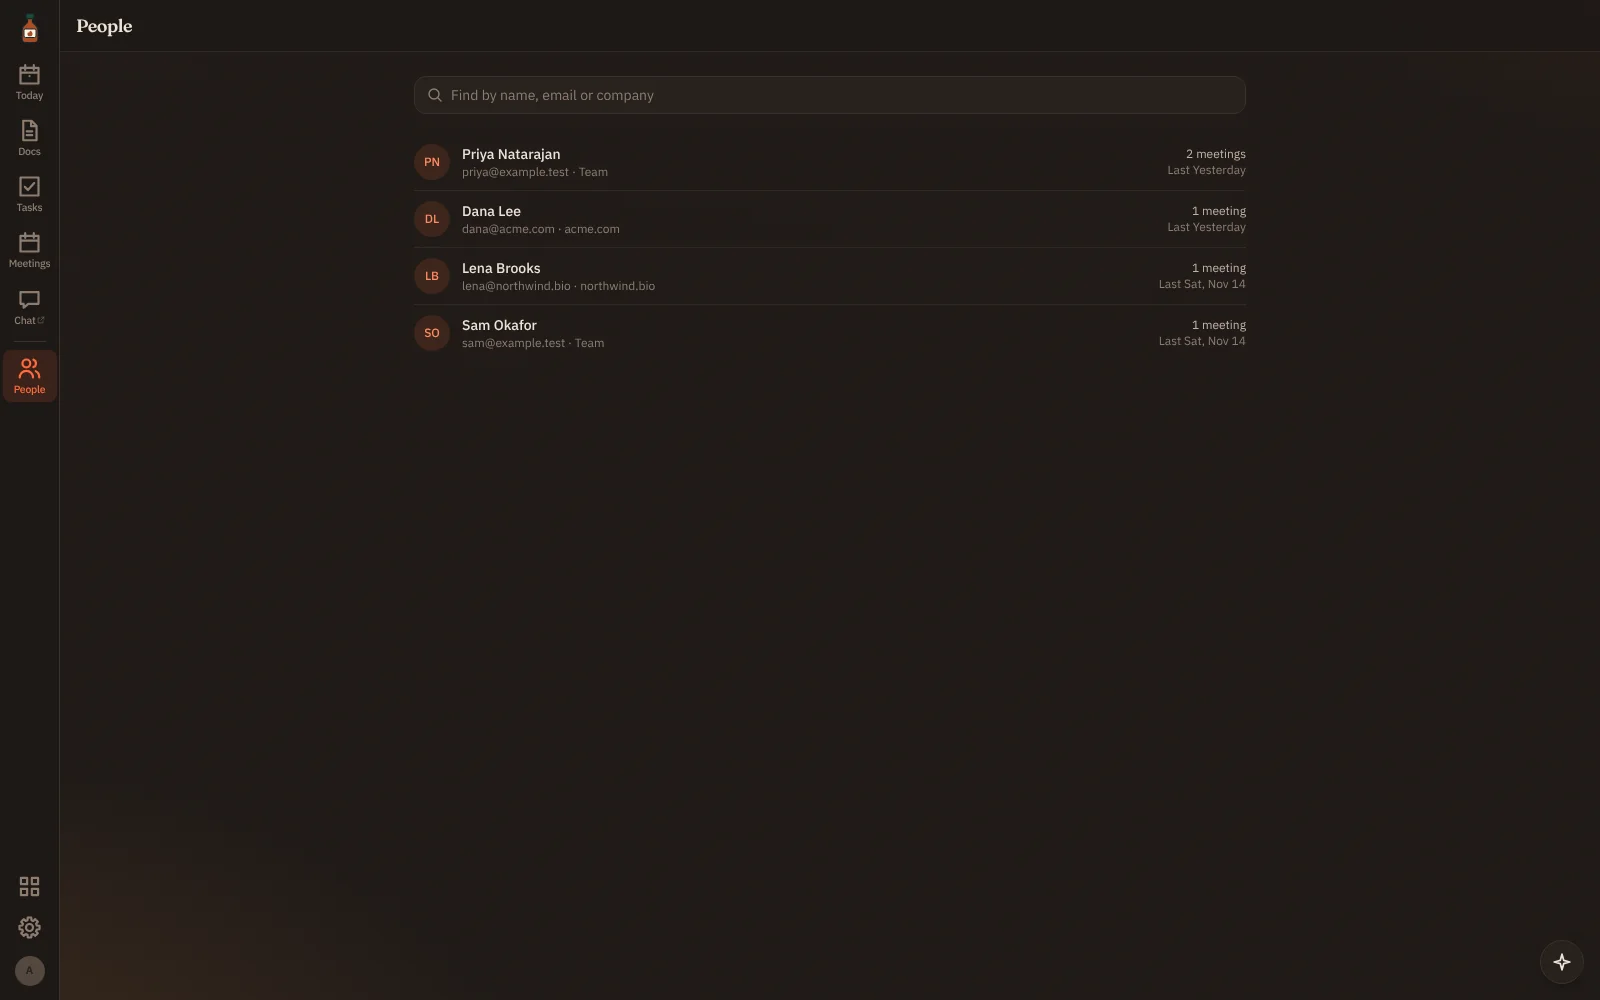 People
Today
Docs
Tasks
Meetings
Chat
People
A
Find by name, email or company
PN
Priya Natarajan
priya@example.test · Team
2 meetings
Last Yesterday
DL
Dana Lee
dana@acme.com · acme.com
1 meeting
Last Yesterday
LB
Lena Brooks
lena@northwind.bio · northwind.bio
1 meeting
Last Sat, Nov 14
SO
Sam Okafor
sam@example.test · Team
1 meeting
Last Sat, Nov 14